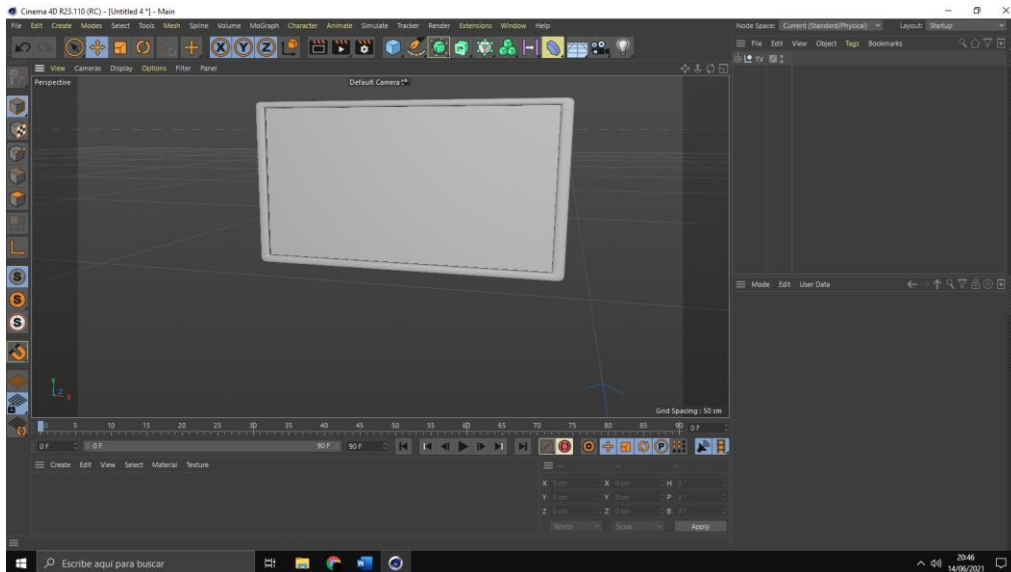 Cinema 4D R23.110 (RC) - [Untitled 4 *] - Main
File Edit Create Modes Select Tools Mesh Spline Volume MoGraph Character Animate Simulate Tracker Render Extensions Window Help
Node Space: Current (Standard/Physical) Layout: Startup
X Y Z
File Edit View Object Tags Bookmarks
View Cameras Display Options Filter Panel
TV
Perspective
Default Camera
S
S
S
Mode Edit User Data
Y
Z
X
Grid Spacing : 50 cm
0 5 10 15 20 25 30 35 40 45 50 55 60 65 70 75 80 85 90 0 F
0 F 0 F 90 F 90 F P
Create Edit View Select Material Texture
X 0 cm X 0 cm H 0°
Y 0 cm Y 0 cm P 0°
Z 0 cm Z 0 cm B 0°
World Scale Apply
Escribe aquí para buscar
20:46
14/06/2021